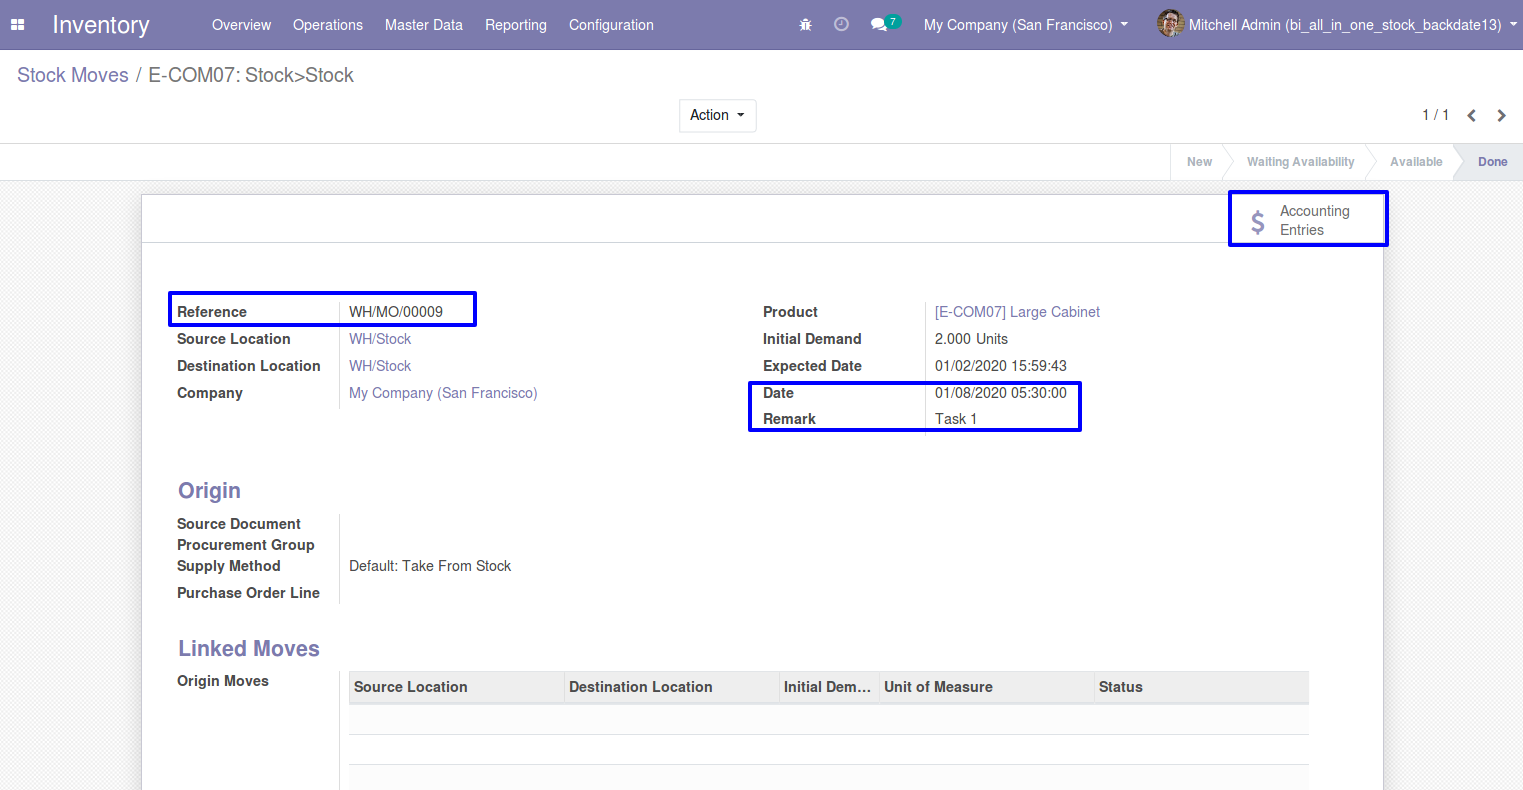 Inventory Overview Operations Master Data Reporting Configuration 7 My Company (San Francisco) Mitchell Admin (bi_all_in_one_stock_backdate13)
Stock Moves / E-COM07: Stock>Stock
Action 1 / 1
New Waiting Availability Available Done
$ Accounting
Entries
Reference WH/MO/00009
Source Location WH/Stock
Destination Location WH/Stock
Company My Company (San Francisco)
Product [E-COM07] Large Cabinet
Initial Demand 2.000 Units
Expected Date 01/02/2020 15:59:43
Date 01/08/2020 05:30:00
Remark Task 1
Origin
Source Document
Procurement Group
Supply Method Default: Take From Stock
Purchase Order Line
Linked Moves
Origin Moves
Source Location Destination Location Initial Dem... Unit of Measure Status